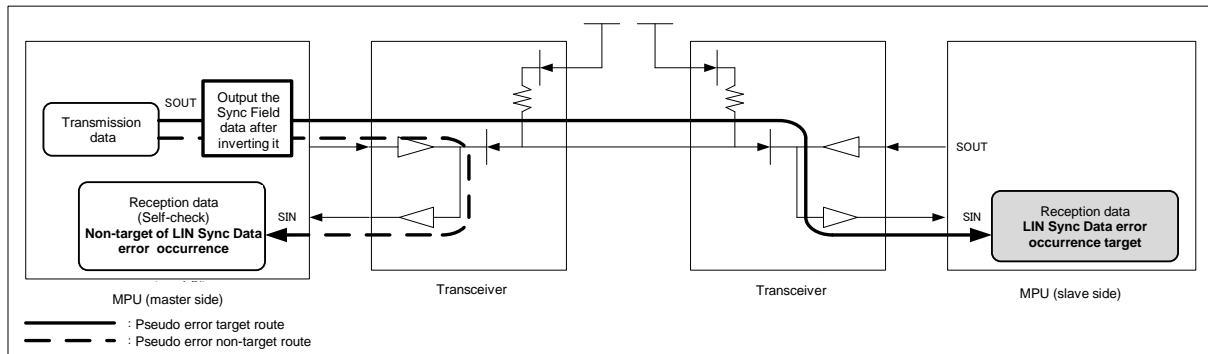 SOUT
Output the
Sync Field
data after
inverting it
Transmission
data
SOUT
Reception data
(Self-check)
Non-target of LIN Sync Data
error occurrence
SIN
SIN
Reception data
LIN Sync Data error
occurrence target
MPU (master side)
Transceiver
Transceiver
MPU (slave side)
: Pseudo error target route
: Pseudo error non-target route